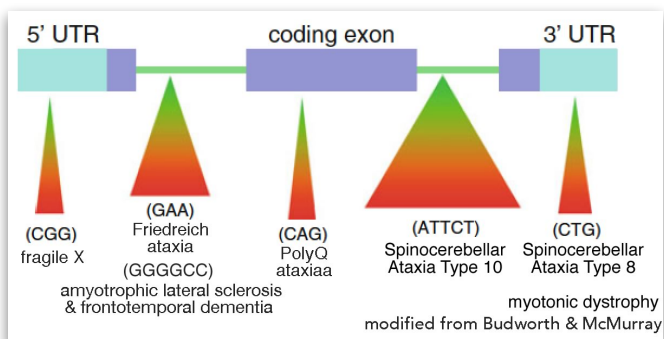 5' UTR
coding exon
3' UTR
(CGG)
fragile X
(GAA)
Friedreich
ataxia
(GGGGCC)
amyotrophic lateral sclerosis
& frontotemporal dementia
(CAG)
PolyQ
ataxiaa
(ATTCT)
Spinocerebellar
Ataxia Type 10
(CTG)
Spinocerebellar
Ataxia Type 8
myotonic dystrophy
modified from Budworth & McMurray